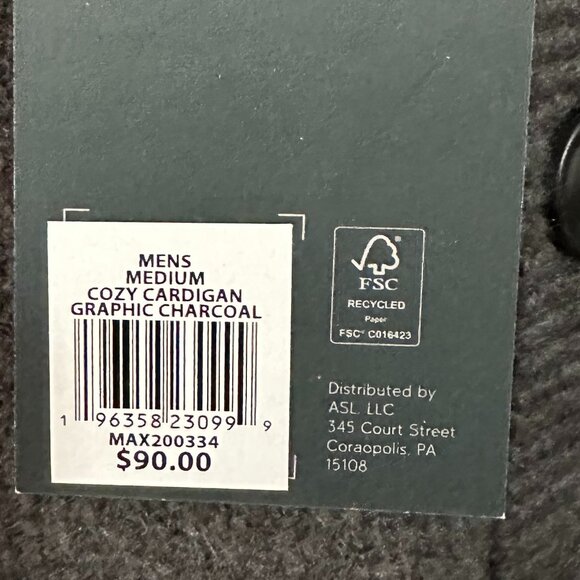 MENS
MEDIUM
COZY CARDIGAN
GRAPHIC CHARCOAL
1 96358 23099 9
MAX200334
$90.00
FSC
RECYCLED
Paper
FSC® C016423
Distributed by
ASL, LLC
345 Court Street
Coraopolis, PA
15108